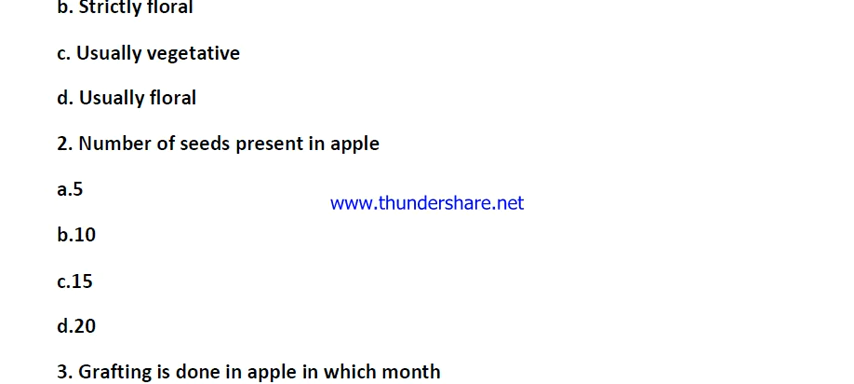 b. Strictly floral
c. Usually vegetative
d. Usually floral
2. Number of seeds present in apple
a.5
www.thundershare.net
b.10
c.15
d.20
3. Grafting is done in apple in which month